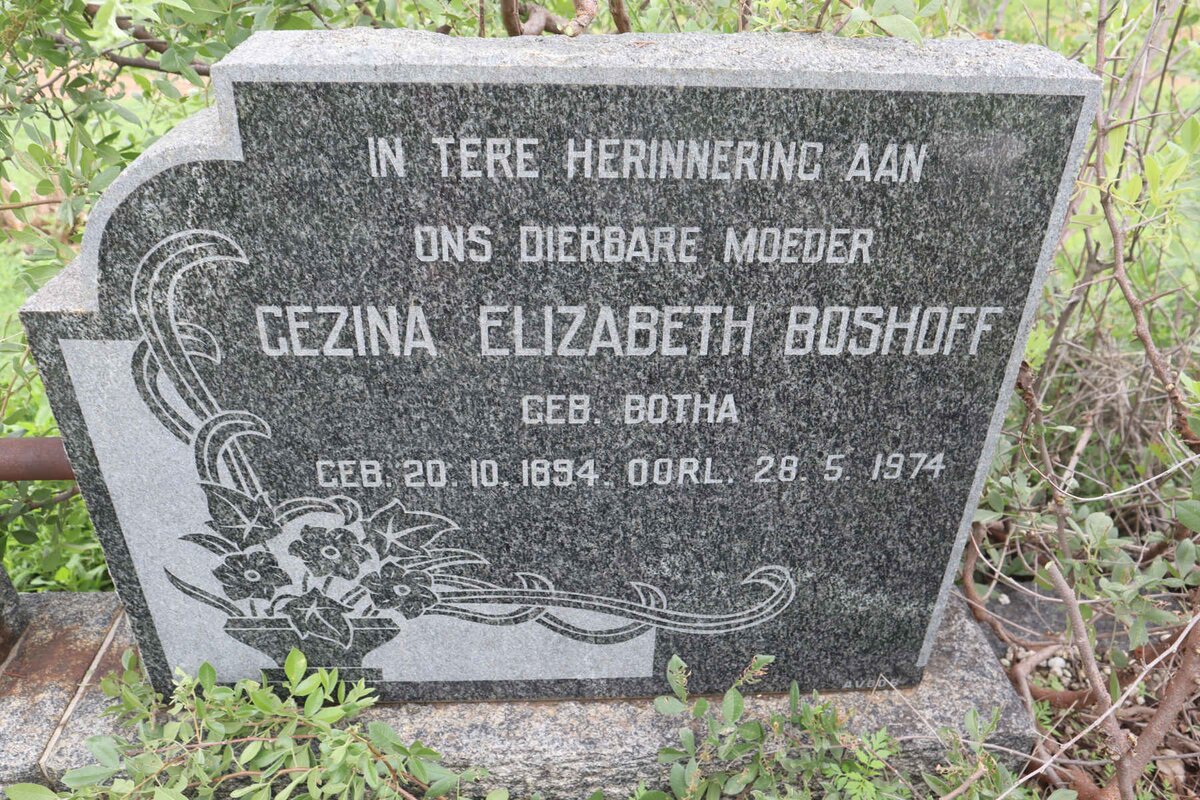 IN TERE HERINNERING AAN
ONS DIERBARE MOEDER
GEZINA ELIZABETH BOSHOFF
GEB. BOTHA
GEB. 20. 10. 1894. OORL. 28. 5. 1974